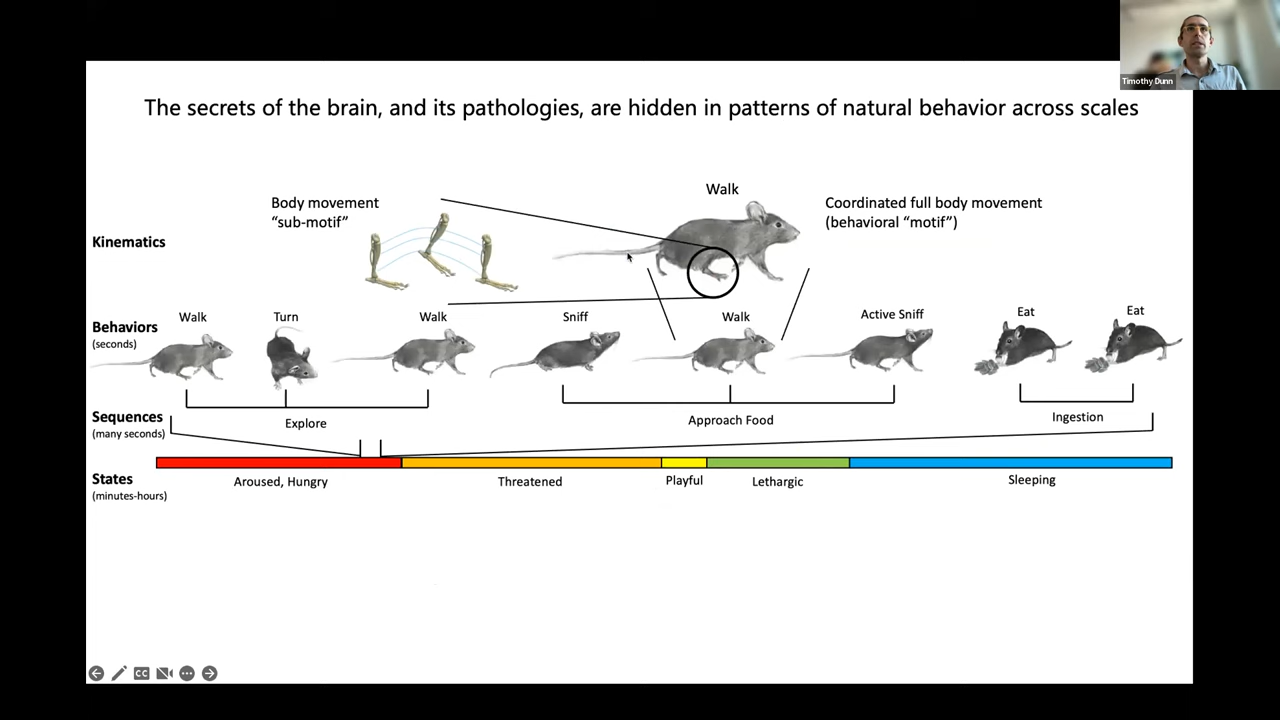 Timothy Dunn
The secrets of the brain, and its pathologies, are hidden in patterns of natural behavior across scales
Walk
Body movement
“sub-motif”
Coordinated full body movement
(behavioral “motif”)
Kinematics
Behaviors
(seconds)
Walk
Turn
Walk
Sniff
Walk
Active Sniff
Eat
Eat
Sequences
(many seconds)
Explore
Approach Food
Ingestion
States
(minutes-hours)
Aroused, Hungry
Threatened
Playful
Lethargic
Sleeping
CC